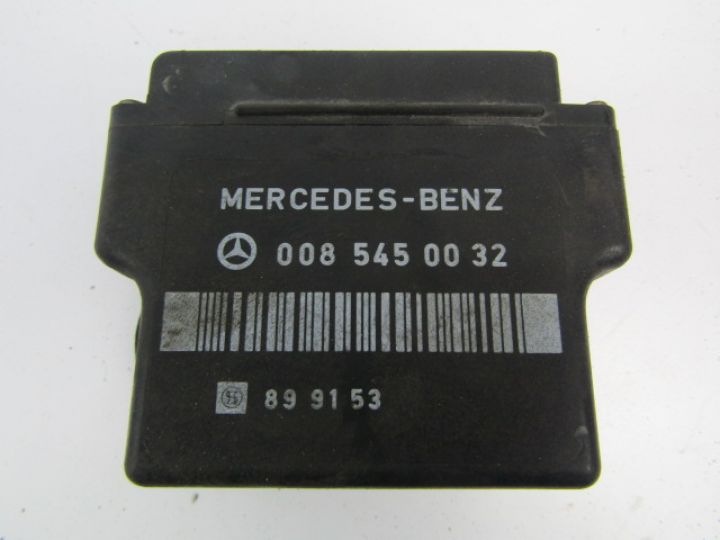 MERCEDES-BENZ
008 545 00 32
89 91 53